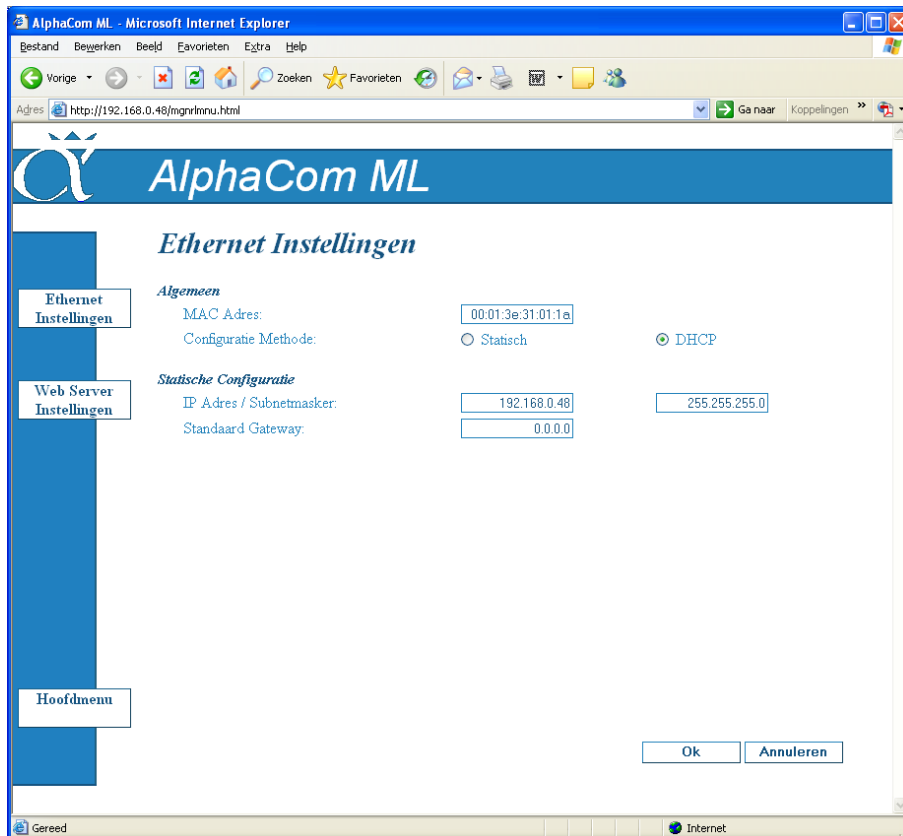 AlphaCom ML - Microsoft Internet Explorer
Bestand Bewerken Beeld Favorieten Extra Help
Vorige Zoeken Favorieten
Adres http://192.168.0.48/mgnrlmnu.html Ga naar Koppelingen »
AlphaCom ML
Ethernet Instellingen
Ethernet
Instellingen
Web Server
Instellingen
Hoofdmenu
Algemeen
MAC Adres: 00:01:3e:31:01:1a
Configuratie Methode: Statisch DHCP
Statische Configuratie
IP Adres / Subnetmasker: 192.168.0.48 255.255.255.0
Standaard Gateway: 0.0.0.0
Ok Annuleren
Gereed Internet